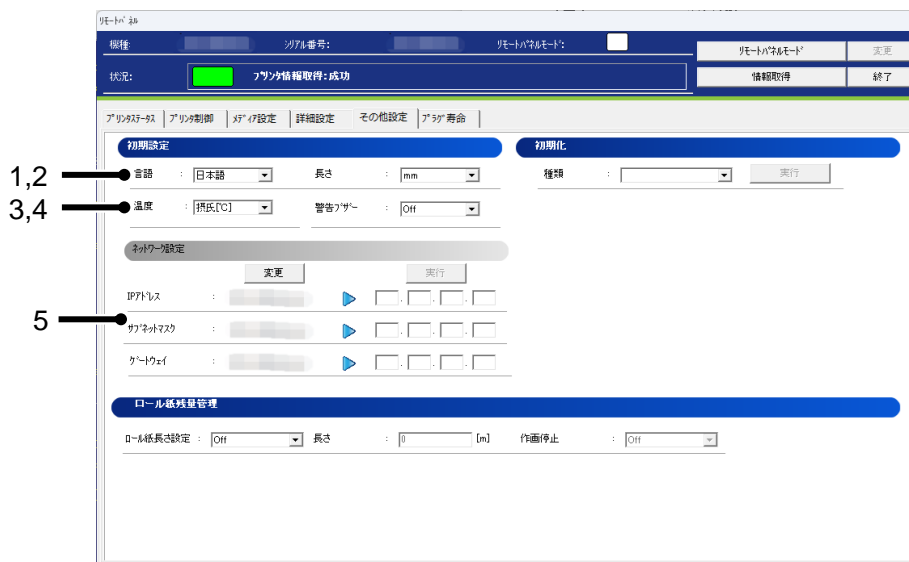 リモートパネル
機種: シリアル番号: リモートパネルモード: リモートパネルモード 変更
状況: プリンタ情報取得:成功 情報取得 終了
プリンタステータス プリンタ制御 メディア設定 詳細設定 その他設定 プラグ寿命
初期設定 初期化
1,2 言語 : 日本語 長さ : mm 種類 : 実行
3,4 温度 : 摂氏[℃] 警告ブザー : Off
ネットワーク設定
変更 実行
IPアドレス : . . .
5
サブネットマスク : . . .
ゲートウェイ : . . .
ロール紙残量管理
ロール紙長さ設定 : Off 長さ : 0 [m] 作画停止 : Off